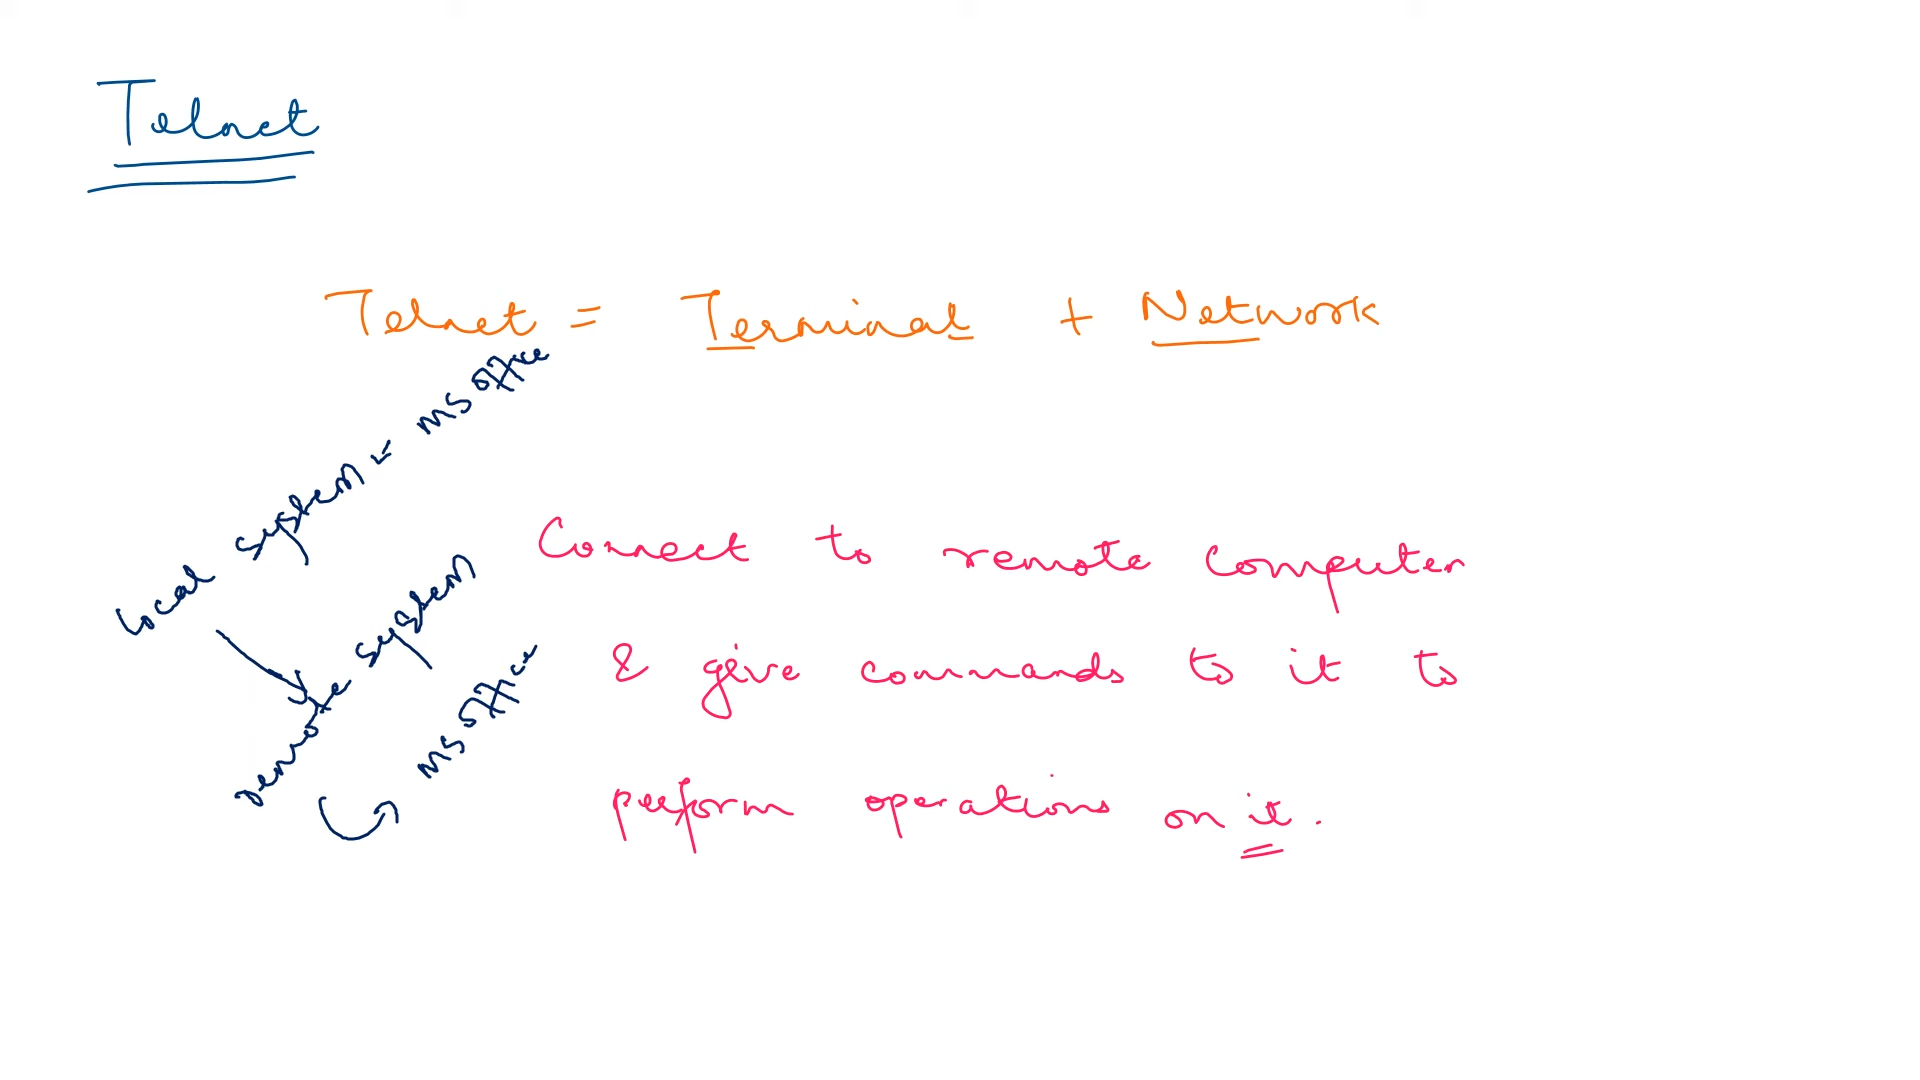 Telnet
Telnet = Terminal + Network
Local system = MS office
Remote system
MS office
Connect to remote computer
& give commands to it to
perform operations on it.